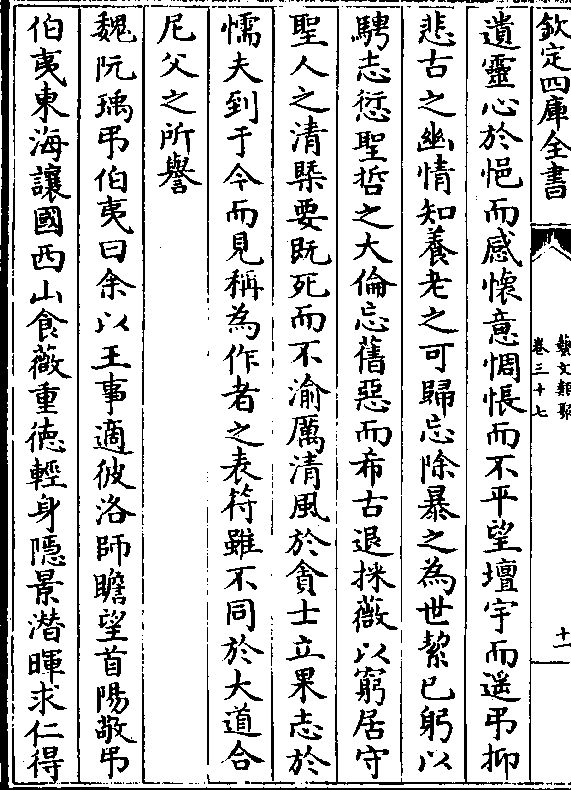 欽定四庫全書
藝文類聚
卷三十七
十一
遺靈心於悒而感懷意惆悵而不平望壇宇而遥弔抑
悲古之幽情知養老之可歸忘除暴之為世絜已躬以
騁志愆聖哲之大倫忘舊惡而希古退採薇以窮居守
聖人之清槩要既死而不渝厲清風於貪士立果志於
懦夫到于今而見稱為作者之表符雖不同於大道合
尼父之所譽
魏阮瑀弔伯夷曰余以王事適彼洛師瞻望首陽敬弔
伯夷東海讓國西山食薇重德輕身隱景潛暉求仁得